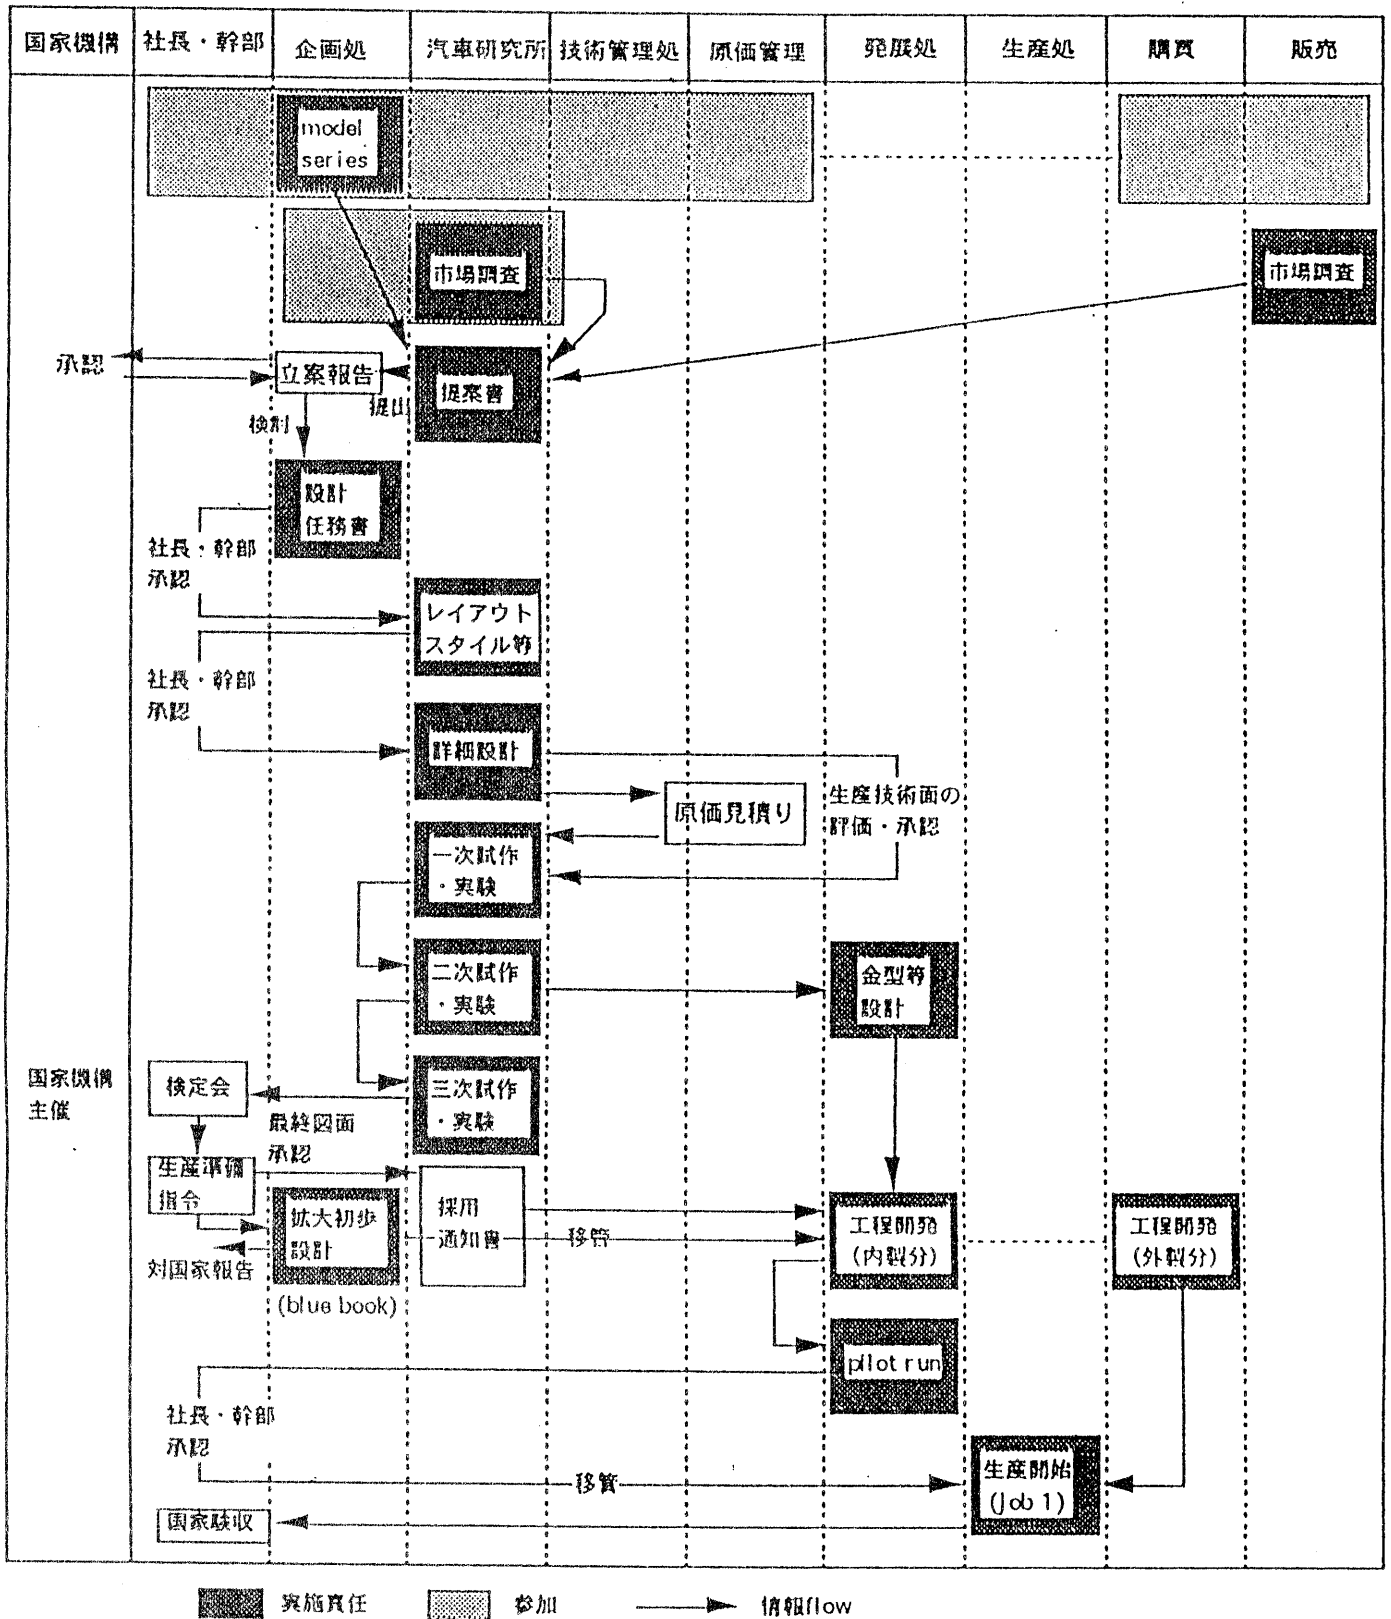 国家機構
社長・幹部
企画処
汽車研究所
技術管理処
原価管理
発展処
生産処
購買
販売
model
series
市場調査
市場調査
承認
立案報告
提出
提案書
検討
設計
任務書
社長・幹部
承認
レイアウト
スタイル等
社長・幹部
承認
詳細設計
原価見積り
生産技術面の
評価・承認
一次試作
・実験
二次試作
・実験
金型等
設計
国家機構
主催
検定会
三次試作
・実験
最終図面
承認
生産準備
指令
拡大初歩
設計
採用
通知書
移管
工程開発
(内製分)
工程開発
(外製分)
対国家報告
(blue book)
pilot run
社長・幹部
承認
移管
生産開始
(Job 1)
国家験収
実施責任
参加
情報flow